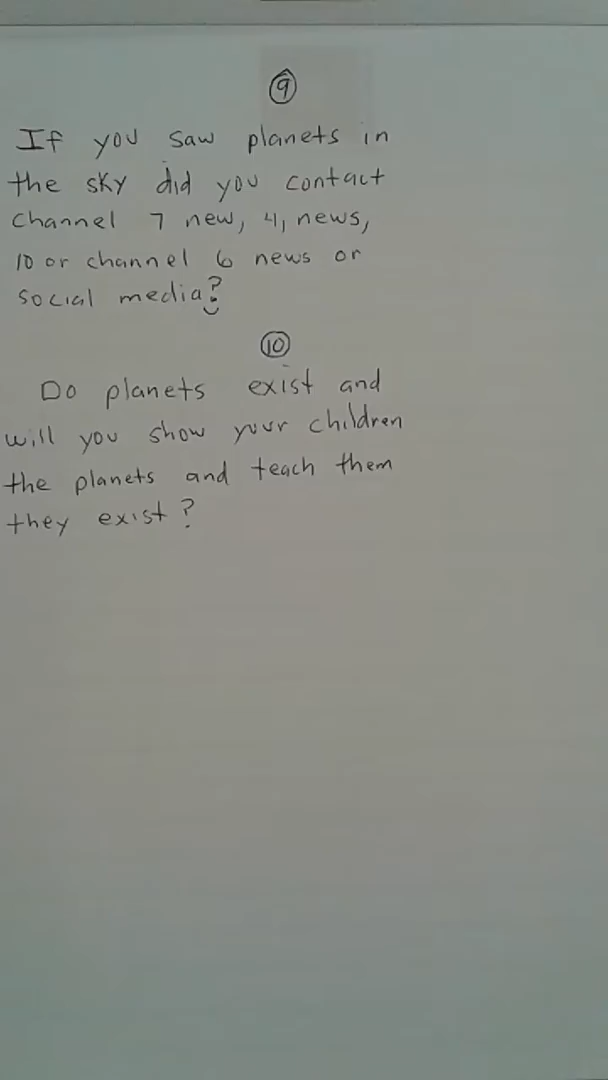 9
If you saw planets in
the sky did you contact
channel 7 new, 4, news,
10 or channel 6 news or
social media?
10
Do planets exist and
will you show your children
the planets and teach them
they exist?